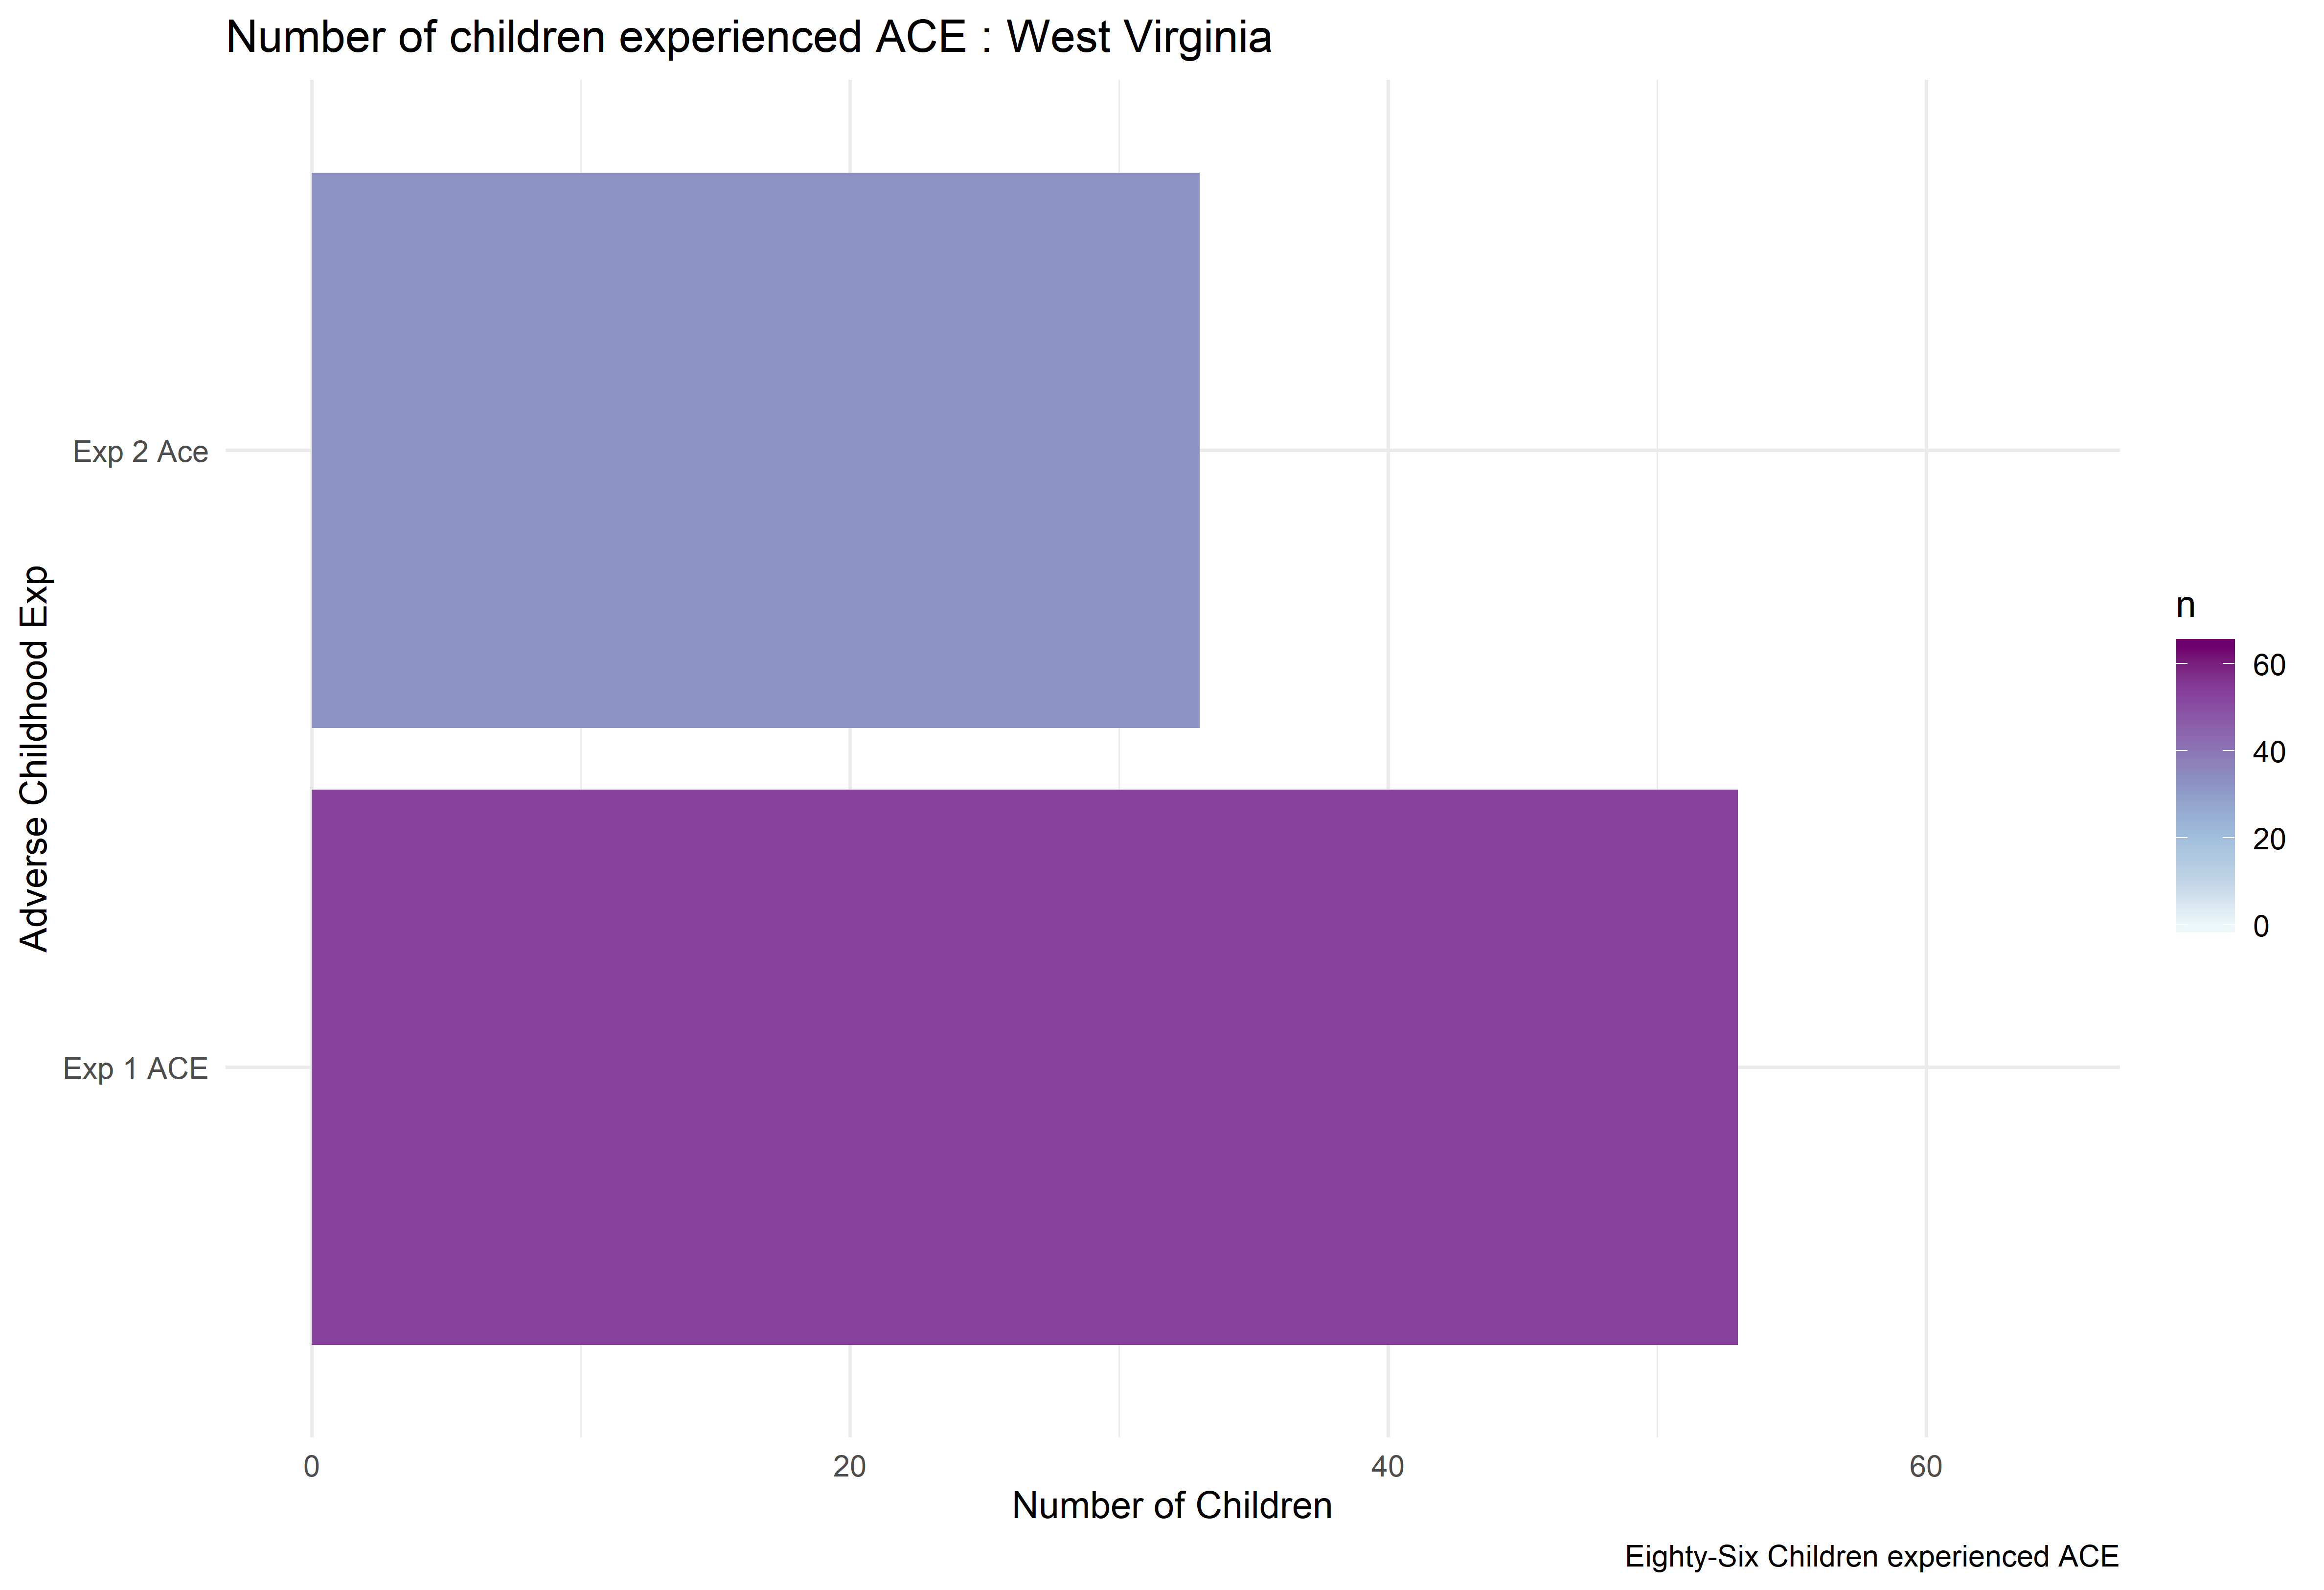 Number of children experienced ACE : West Virginia
Adverse Childhood Exp
Exp 2 Ace
Exp 1 ACE
0
20
40
60
Number of Children
n
60
40
20
0
Eighty-Six Children experienced ACE